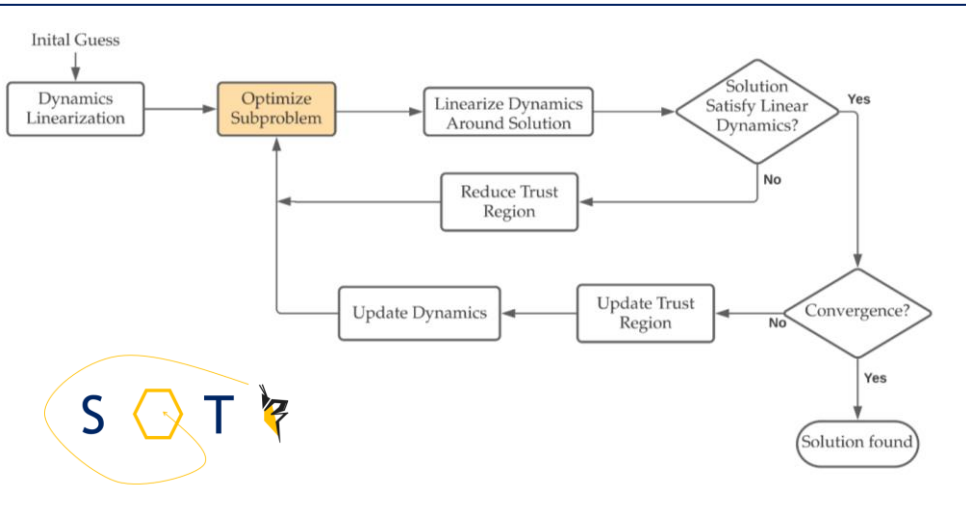 Inital Guess
Dynamics
Linearization
Optimize
Subproblem
Linearize Dynamics
Around Solution
Solution
Satisfy Linear
Dynamics?
Yes
No
Reduce Trust
Region
Update Dynamics
Update Trust
Region
No
Convergence?
Yes
Solution found
S O T